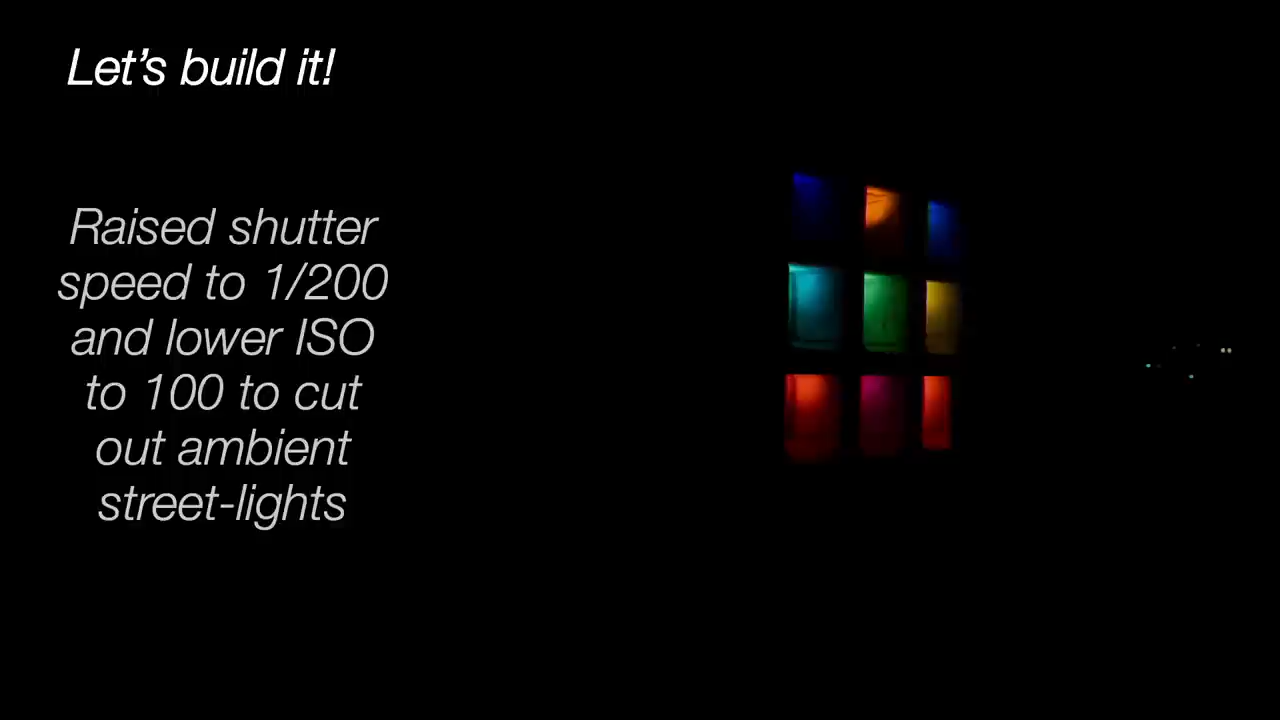 Let's build it!
Raised shutter
speed to 1/200
and lower ISO
to 100 to cut
out ambient
street-lights